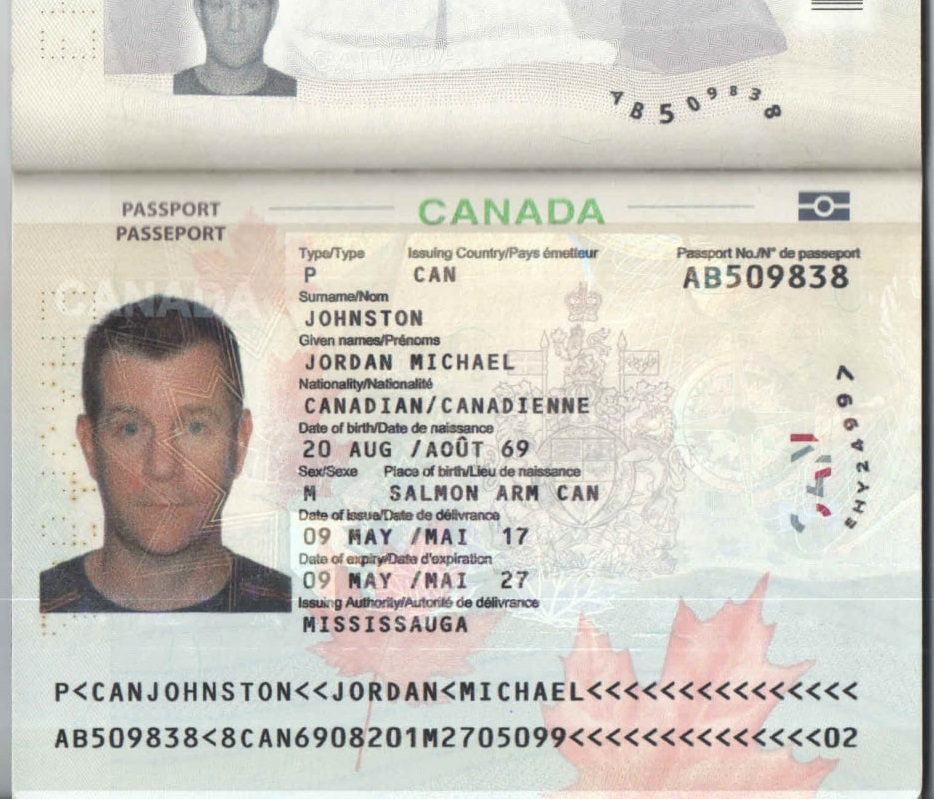 AB509838
PASSPORT
PASSEPORT
CANADA
Type/Type Issuing Country/Pays émetteur Passport No./N° de passeport
P CAN AB509838
Surname/Nom
JOHNSTON
Given names/Prénoms
JORDAN MICHAEL
Nationality/Nationalité
CANADIAN/CANADIENNE
Date of birth/Date de naissance
20 AUG /AOÛT 69
Sex/Sexe Place of birth/Lieu de naissance
M SALMON ARM CAN
Date of issue/Date de délivrance
09 MAY /MAI 17
Date of expiry/Date d'expiration
09 MAY /MAI 27
Issuing Authority/Autorité de délivrance
MISSISSAUGA
CANADA
P<CANJOHNSTON<<JORDAN<MICHAEL<<<<<<<<<<<<<<<
AB509838<8CAN6908201M2705099<<<<<<<<<<<<<<02